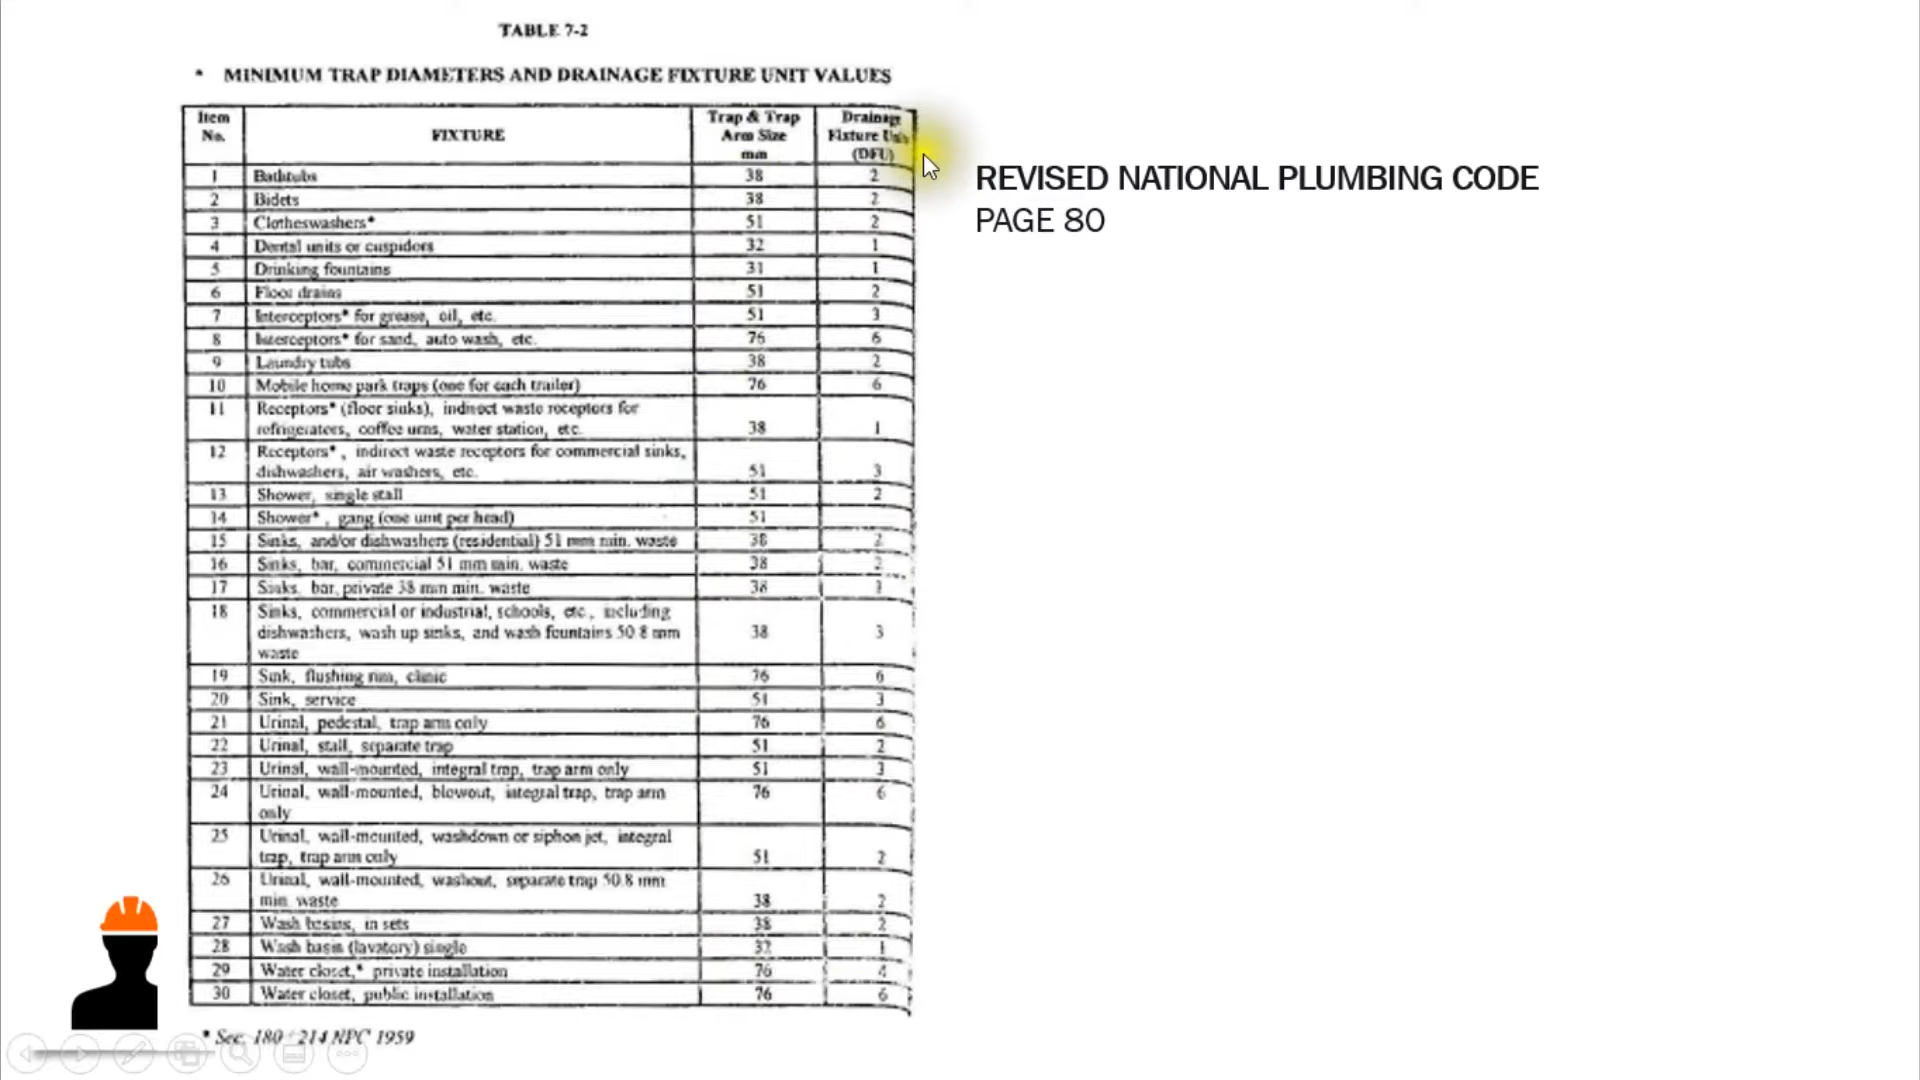 TABLE 7-2
* MINIMUM TRAP DIAMETERS AND DRAINAGE FIXTURE UNIT VALUES
Item No. FIXTURE Trap & Trap Arm Size mm Drainage Fixture (DFU)
1 Bathtubs 38 2
2 Bidets 38 2
3 Clotheswashers* 51 2
4 Dental units or cuspidors 32 1
5 Drinking fountains 31 1
6 Floor drains 51 2
7 Interceptors* for grease, oil, etc. 51 3
8 Interceptors* for sand, auto wash, etc. 76 6
9 Laundry tubs 38 2
10 Mobile home park traps (one for each trailer) 76 6
11 Receptors* (floor sinks), indirect waste receptors for
refrigerators, coffee urns, water station, etc. 38 1
12 Receptors*, indirect waste receptors for commercial sinks,
dishwashers, air washers, etc. 51 3
13 Shower, single stall 51 2
14 Shower*, gang (one unit per head) 51
15 Sinks, and/or dishwashers (residential) 51 mm min. waste 38 2
16 Sinks, bar, commercial 51 mm min. waste 38 2
17 Sinks, bar, private 38 mm min. waste 38
18 Sinks, commercial or industrial, schools, etc., including
dishwashers, wash up sinks, and wash fountains 50.8 mm 38 3
waste
19 Sink, flushing rim, clinic 76 6
20 Sink, service 51 3
21 Urinal, pedestal, trap arm only 76 6
22 Urinal, stall, separate trap 51 2
23 Urinal, wall-mounted, integral trap, trap arm only 51 3
24 Urinal, wall-mounted, blowout, integral trap, trap arm 76 6
only
25 Urinal, wall-mounted, washdown or siphon jet, integral
trap, trap arm only 51 2
26 Urinal, wall-mounted, washout, separate trap 50.8 mm
min. waste 38 2
27 Wash basins, in sets 38 2
28 Wash basin (lavatory) single 32 1
29 Water closet,* private installation 76 4
30 Water closet, public installation 76 6
* Sec. 180 214 NPC 1959
REVISED NATIONAL PLUMBING CODE
PAGE 80